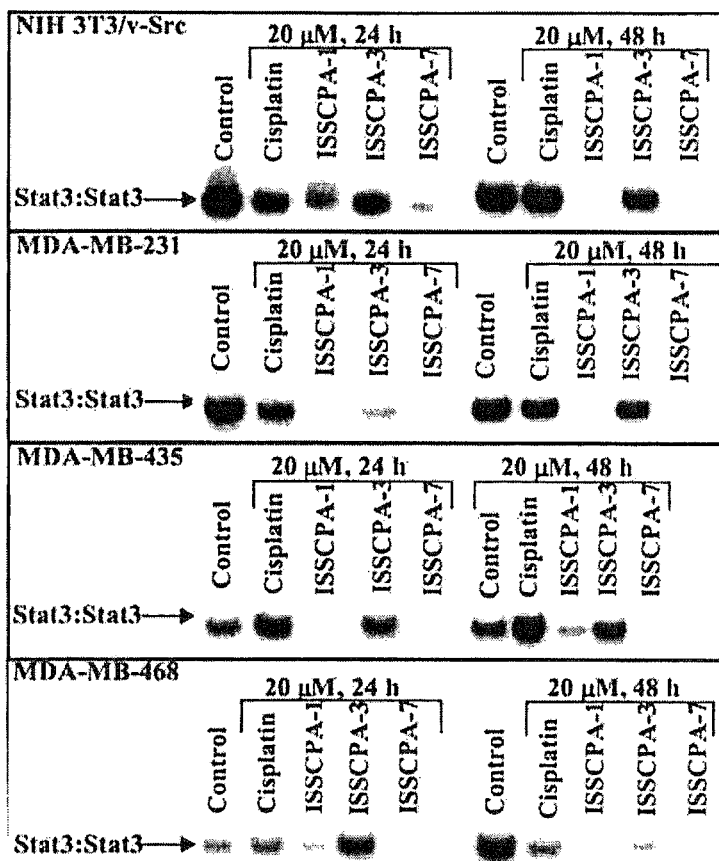 NIH 3T3/v-Src
20 µM, 24 h
20 µM, 48 h
Control
Cisplatin
ISSCPA-1
ISSCPA-3
ISSCPA-7
Control
Cisplatin
ISSCPA-1
ISSCPA-3
ISSCPA-7
Stat3:Stat3
MDA-MB-231
20 µM, 24 h
20 µM, 48 h
Control
Cisplatin
ISSCPA-1
ISSCPA-3
ISSCPA-7
Control
Cisplatin
ISSCPA-1
ISSCPA-3
ISSCPA-7
Stat3:Stat3
MDA-MB-435
20 µM, 24 h
20 µM, 48 h
Control
Cisplatin
ISSCPA-1
ISSCPA-3
ISSCPA-7
Control
Cisplatin
ISSCPA-1
ISSCPA-3
ISSCPA-7
Stat3:Stat3
MDA-MB-468
20 µM, 24 h
20 µM, 48 h
Control
Cisplatin
ISSCPA-1
ISSCPA-3
ISSCPA-7
Control
Cisplatin
ISSCPA-1
ISSCPA-3
ISSCPA-7
Stat3:Stat3